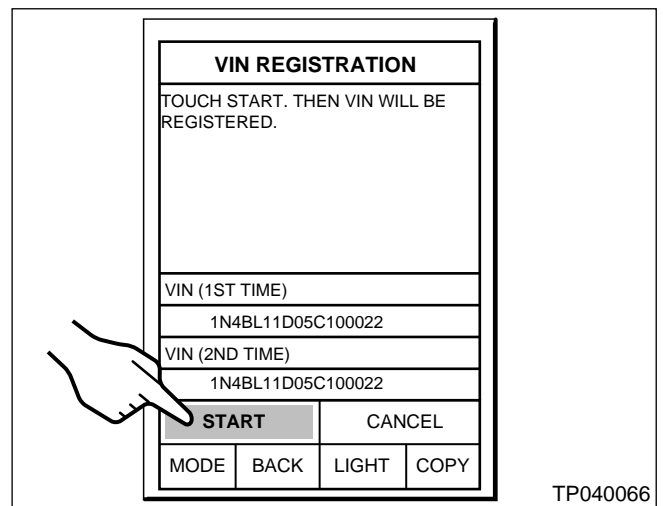 VIN REGISTRATION
TOUCH START. THEN VIN WILL BE
REGISTERED.
VIN (1ST TIME)
1N4BL11D05C100022
VIN (2ND TIME)
1N4BL11D05C100022
START CANCEL
MODE BACK LIGHT COPY
TP040066